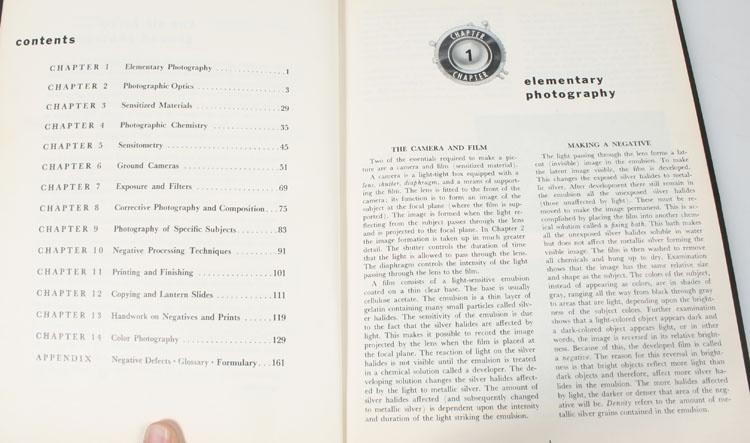 contents
CHAPTER 1 Elementary Photography . . . . . . . . . . . . . . 1
CHAPTER 2 Photographic Optics . . . . . . . . . . . . . . . . 3
CHAPTER 3 Sensitized Materials . . . . . . . . . . . . . . . . 29
CHAPTER 4 Photographic Chemistry . . . . . . . . . . . . . 35
CHAPTER 5 Sensitometry . . . . . . . . . . . . . . . . . . . . 45
CHAPTER 6 Ground Cameras . . . . . . . . . . . . . . . . . . 51
CHAPTER 7 Exposure and Filters . . . . . . . . . . . . . . . 69
CHAPTER 8 Corrective Photography and Composition . . . 75
CHAPTER 9 Photography of Specific Subjects . . . . . . . . 83
CHAPTER 10 Negative Processing Techniques . . . . . . . . 91
CHAPTER 11 Printing and Finishing . . . . . . . . . . . . . 101
CHAPTER 12 Copying and Lantern Slides . . . . . . . . . . 111
CHAPTER 13 Handwork on Negatives and Prints . . . . . . 119
CHAPTER 14 Color Photography . . . . . . . . . . . . . . . 129
APPENDIX Negative Defects • Glossary • Formulary . . . 161
CHAPTER
1
CHAPTER
elementary
photography
THE CAMERA AND FILM
Two of the essentials required to make a pic-
ture are a camera and film (sensitized material).
A camera is a light-tight box equipped with a
lens, shutter, diaphragm, and a means of support-
ing the film. The lens is fitted to the front of the
camera; its function is to form an image of the
subject at the focal plane (where the film is sup-
ported). The image is formed when the light re-
flecting from the subject passes through the lens
and is projected to the focal plane. In Chapter 2
the image formation is taken up in much greater
detail. The shutter controls the duration of time
that the light is allowed to pass through the lens.
The diaphragm controls the intensity of the light
passing through the lens to the film.
A film consists of a light-sensitive emulsion
coated on a thin clear base. The base is usually
cellulose acetate. The emulsion is a thin layer of
gelatin containing many small particles called sil-
ver halides. The sensitivity of the emulsion is due
to the fact that the silver halides are affected by
light. This makes it possible to record the image
projected by the lens when the film is placed at
the focal plane. The reaction of light on the silver
halides is not visible until the emulsion is treated
in a chemical solution called a developer. The de-
veloping solution changes the silver halides affect-
ed by the light to metallic silver. The amount of
silver halides affected (and subsequently changed
to metallic silver) is dependent upon the intensity
and duration of the light striking the emulsion.
MAKING A NEGATIVE
The light passing through the lens forms a lat-
ent (invisible) image in the emulsion. To make
the latent image visible, the film is developed.
This changes the exposed silver halides to metal-
lic silver. After development there still remain in
the emulsion all the unexposed silver halides
(those unaffected by light). These must be re-
moved to make the image permanent. This is ac-
complished by placing the film into another chem-
ical solution called a fixing bath. This bath makes
all the unexposed silver halides soluble in water
but does not affect the metallic silver forming the
visible image. The film is then washed to remove
all chemicals and hung up to dry. Examination
shows that the image has the same relative size
and shape as the subject. The colors of the subject,
instead of appearing as colors, are in shades of
gray, ranging all the way from black through gray
to areas that are light, depending upon the bright-
ness of the subject colors. Further examination
shows that a light-colored object appears dark and
a dark-colored object appears light, or in other
words, the image is reversed in its relative bright-
ness. Because of this, the developed film is called
a negative. The reason for this reversal in bright-
ness is that bright objects reflect more light than
dark objects and therefore, affect more silver ha-
lides in the emulsion. The more halides affected
by light, the darker or denser that area of the neg-
ative will be. Density refers to the amount of me-
tallic silver grains contained in the emulsion.